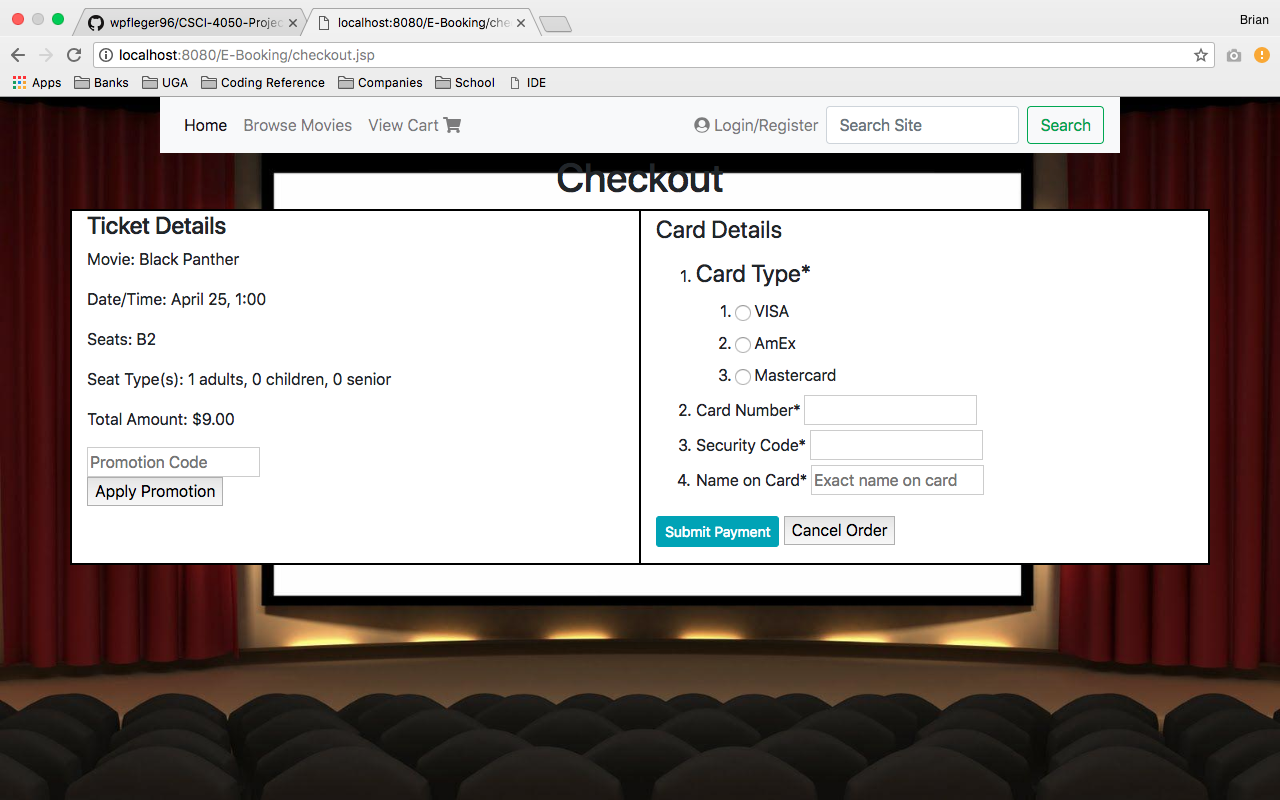 wpfleger96/CSCI-4050-Projec
localhost:8080/E-Booking/che
Brian
localhost:8080/E-Booking/checkout.jsp
Apps Banks UGA Coding Reference Companies School IDE
Home Browse Movies View Cart Login/Register Search Site Search
Checkout
Ticket Details
Movie: Black Panther
Date/Time: April 25, 1:00
Seats: B2
Seat Type(s): 1 adults, 0 children, 0 senior
Total Amount: $9.00
Promotion Code
Apply Promotion
Card Details
1. Card Type*
1. VISA
2. AmEx
3. Mastercard
2. Card Number*
3. Security Code*
4. Name on Card* Exact name on card
Submit Payment Cancel Order